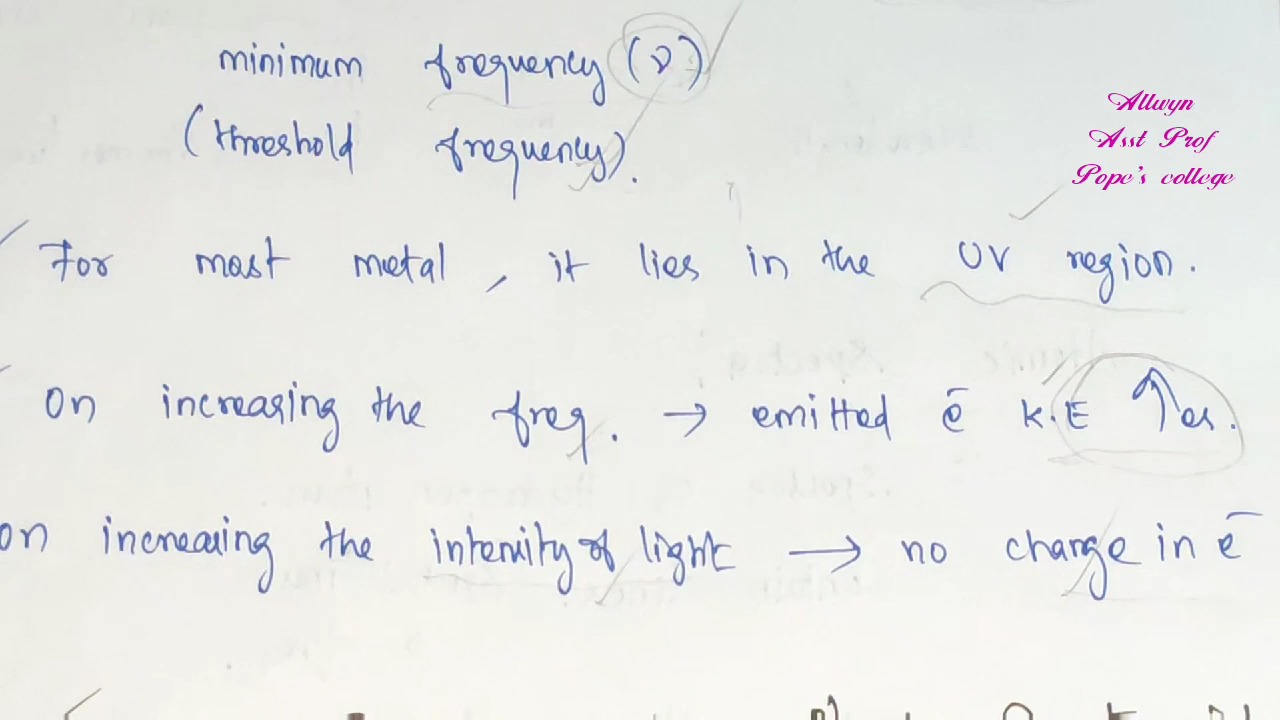 minimum frequency (ν)
(threshold frequency).
Allwyn
Asst Prof
Pope's college
For most metal, it lies in the UV region.
On increasing the freq. → emitted e̅ K.E ↑es.
on increasing the intensity of light → no change in e̅